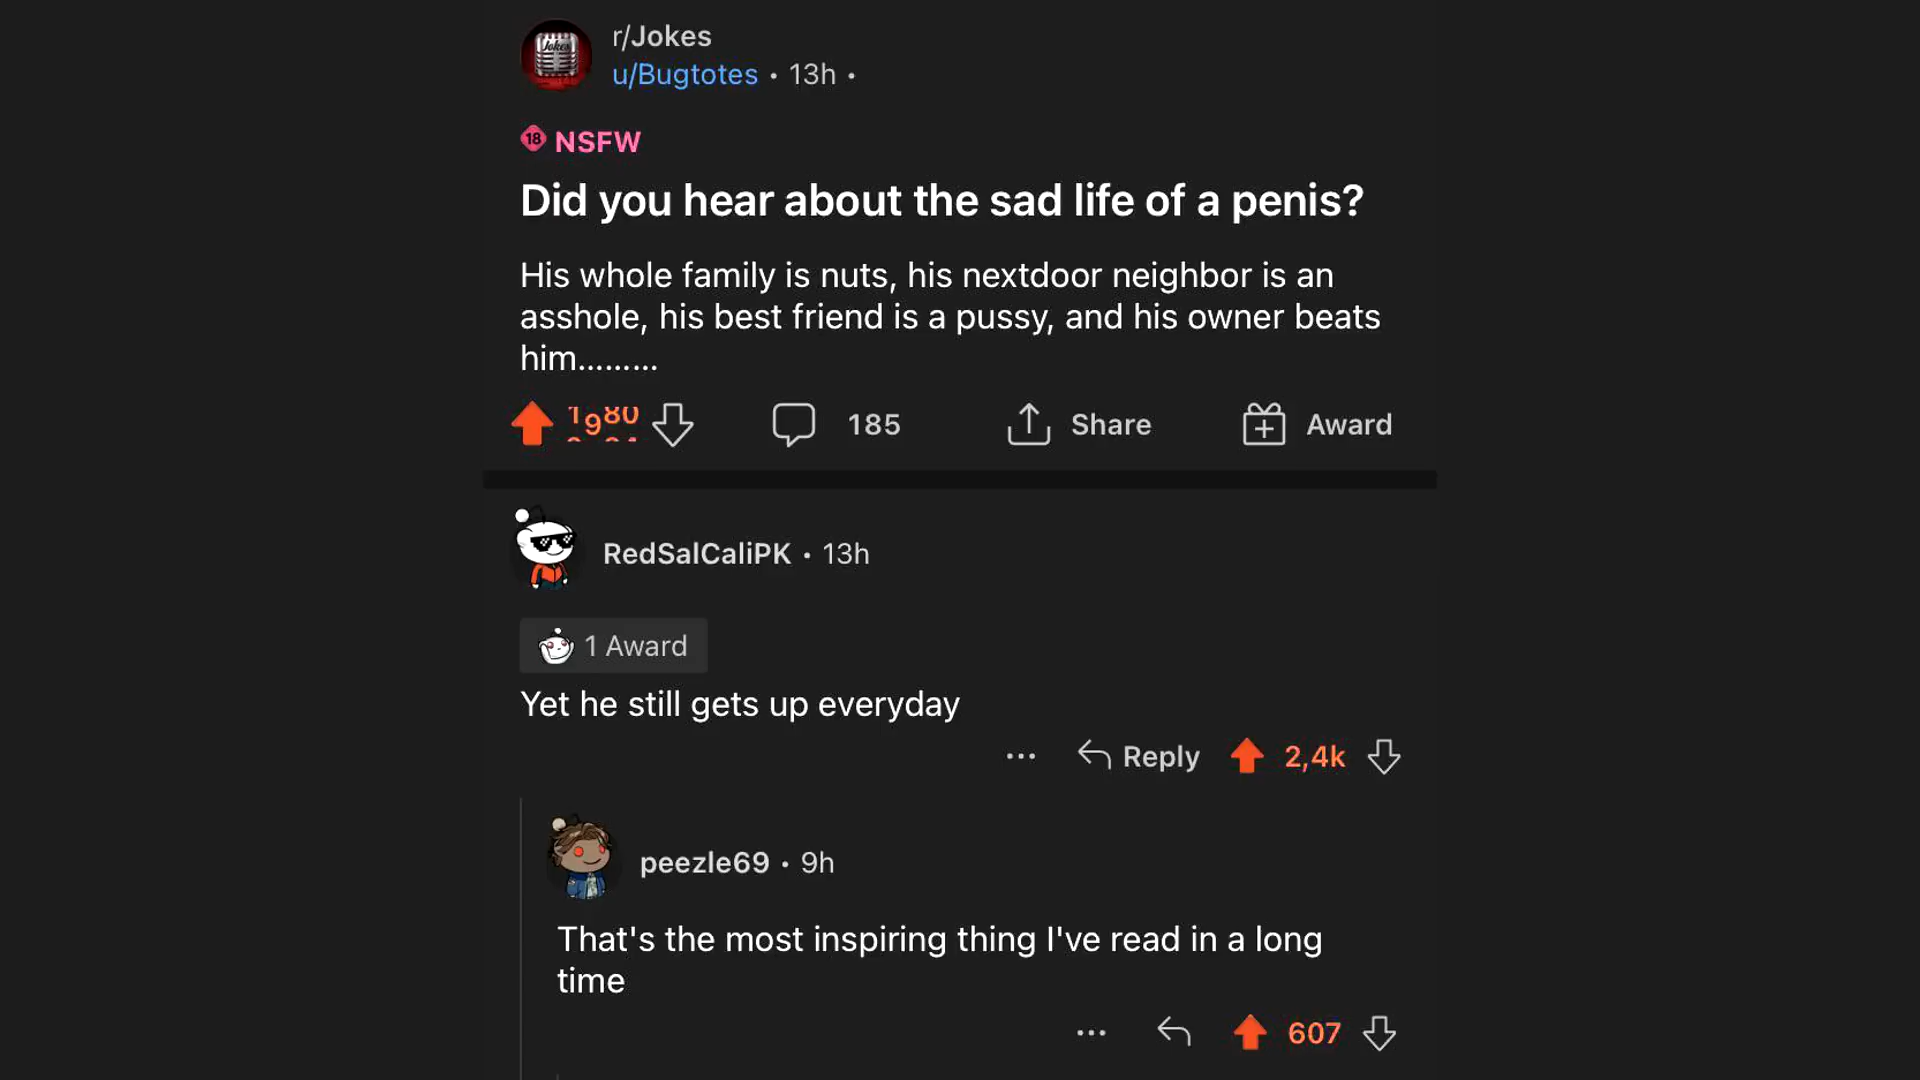 Jokes
r/Jokes
u/Bugtotes • 13h •
18 NSFW
Did you hear about the sad life of a penis?
His whole family is nuts, his nextdoor neighbor is an
asshole, his best friend is a pussy, and his owner beats
him.........
185 Share Award
RedSalCaliPK • 13h
1 Award
Yet he still gets up everyday
... Reply 2,4k
peezle69 • 9h
That's the most inspiring thing I've read in a long
time
... 607